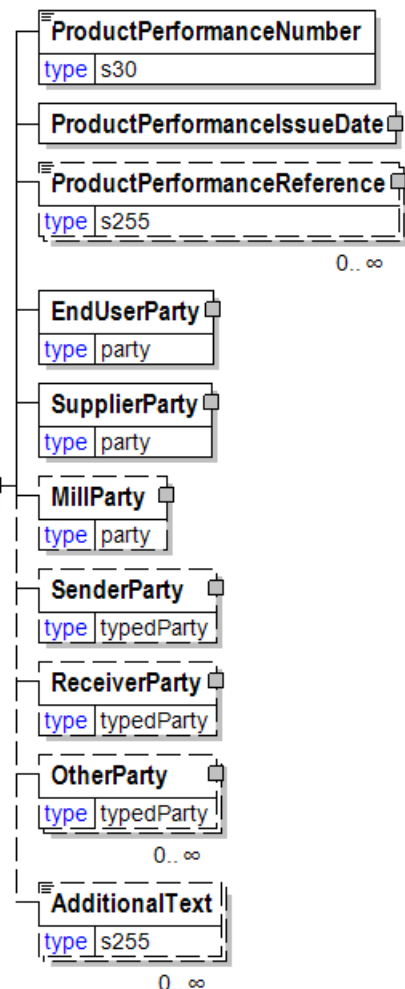 ProductPerformanceNumber
type s30
ProductPerformanceIssueDate
ProductPerformanceReference
type s255
0.. ∞
EndUserParty
type party
SupplierParty
type party
MillParty
type party
SenderParty
type typedParty
ReceiverParty
type typedParty
OtherParty
type typedParty
0.. ∞
AdditionalText
type s255
0.. ∞